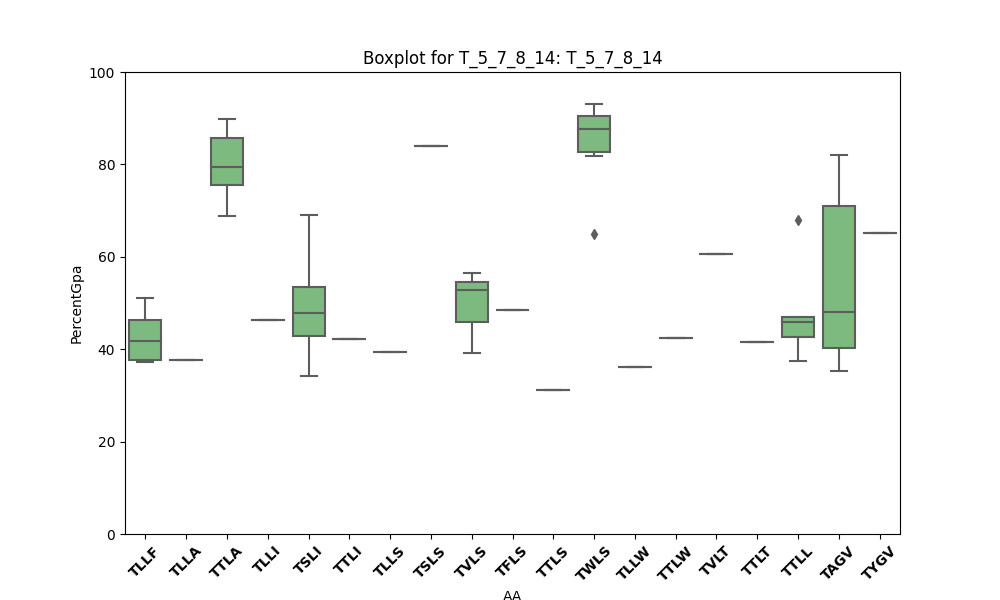 Boxplot for T_5_7_8_14: T_5_7_8_14
100
80
60
40
20
0
PercentGpa
TLLF TLLA TTLA TLLI TSLI TTLI TLLS TSLS TVLS TFLS TTLS TWLS TLLW TTLW TVLT TTLT TTLL TAGV TYGV
AA